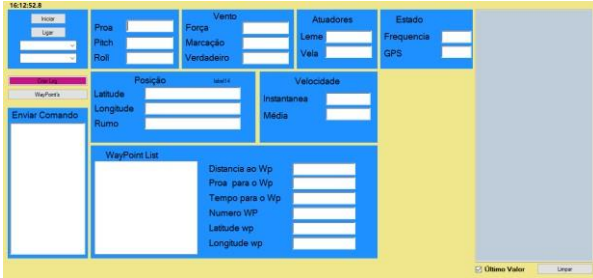 16:12:52.8
Iniciar
Ligar
Proa
Pitch
Roll
Vento
Força
Marcação
Verdadeiro
Atuadores
Leme
Vela
Estado
Frequencia
GPS
Criar Log
WayPoint's
Enviar Comando
Posição label14
Latitude
Longitude
Rumo
Velocidade
Instantanea
Média
WayPoint List
Distancia ao Wp
Proa para o Wp
Tempo para o Wp
Numero WP
Latitude wp
Longitude wp
Último Valor
Limpar